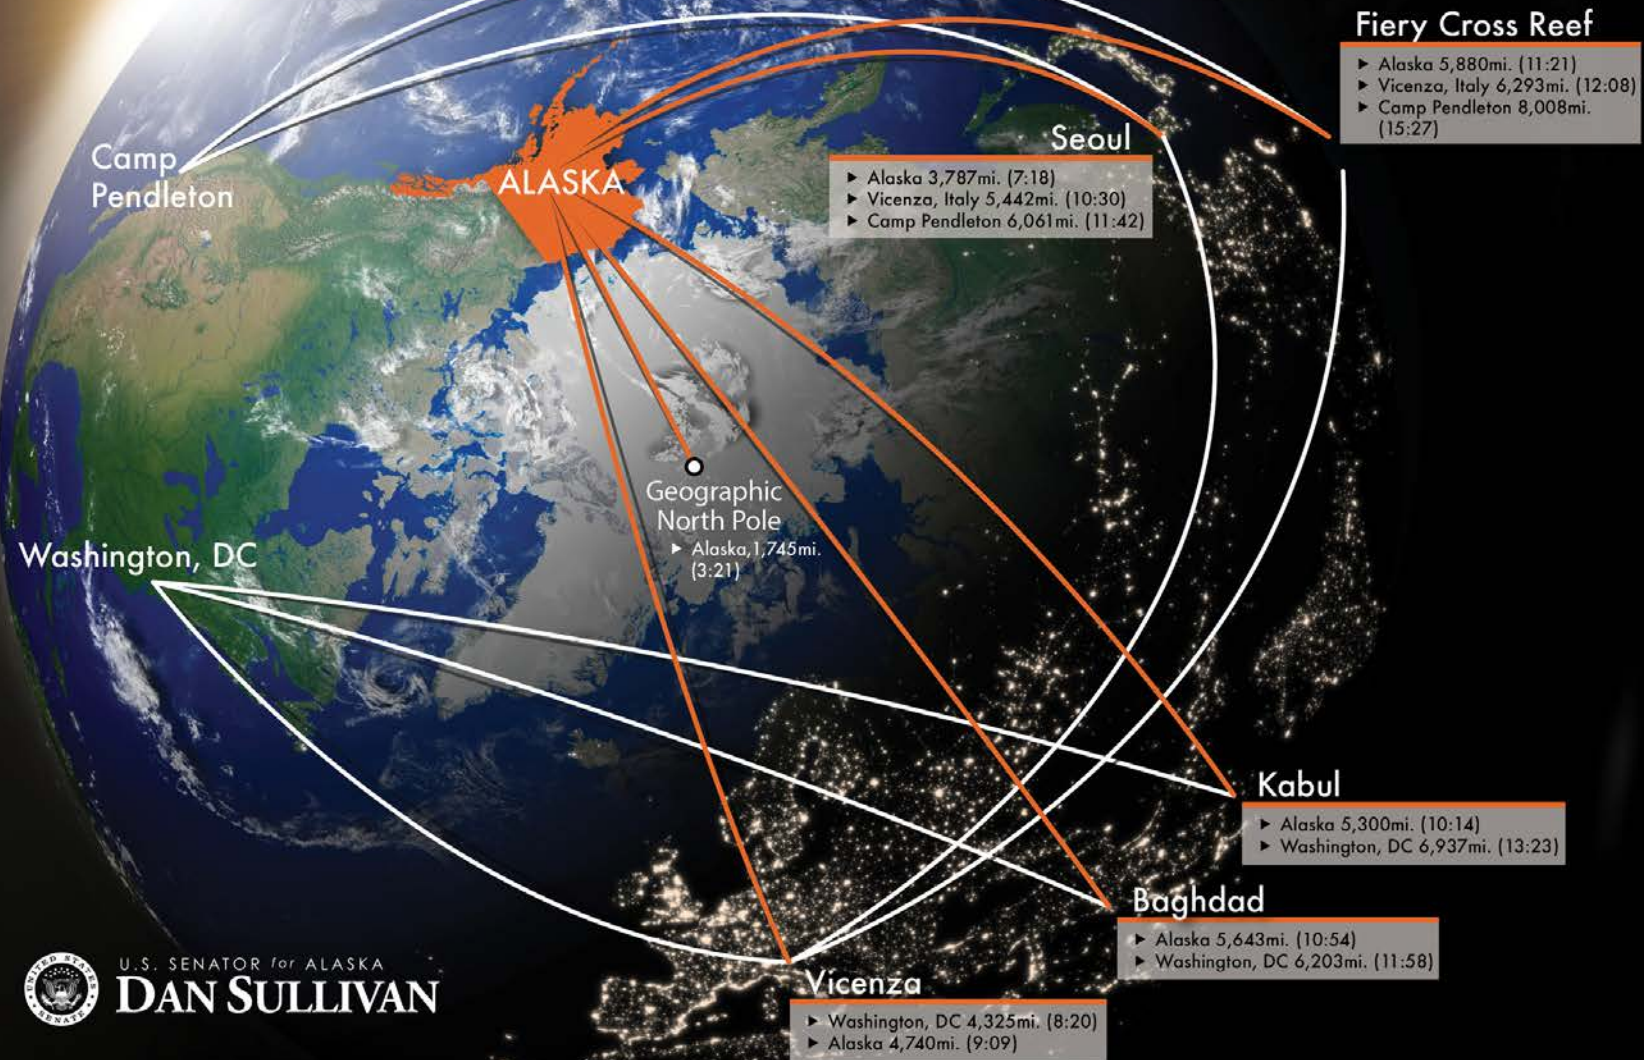 Fiery Cross Reef
▸ Alaska 5,880mi. (11:21)
▸ Vicenza, Italy 6,293mi. (12:08)
▸ Camp Pendleton 8,008mi.
(15:27)
Seoul
▸ Alaska 3,787mi. (7:18)
▸ Vicenza, Italy 5,442mi. (10:30)
▸ Camp Pendleton 6,061mi. (11:42)
Camp
Pendleton
ALASKA
Geographic
North Pole
▸ Alaska,1,745mi.
(3:21)
Washington, DC
Kabul
▸ Alaska 5,300mi. (10:14)
▸ Washington, DC 6,937mi. (13:23)
Baghdad
▸ Alaska 5,643mi. (10:54)
▸ Washington, DC 6,203mi. (11:58)
Vicenza
▸ Washington, DC 4,325mi. (8:20)
▸ Alaska 4,740mi. (9:09)
UNITED STATES
SENATE
U.S. SENATOR for ALASKA
DAN SULLIVAN